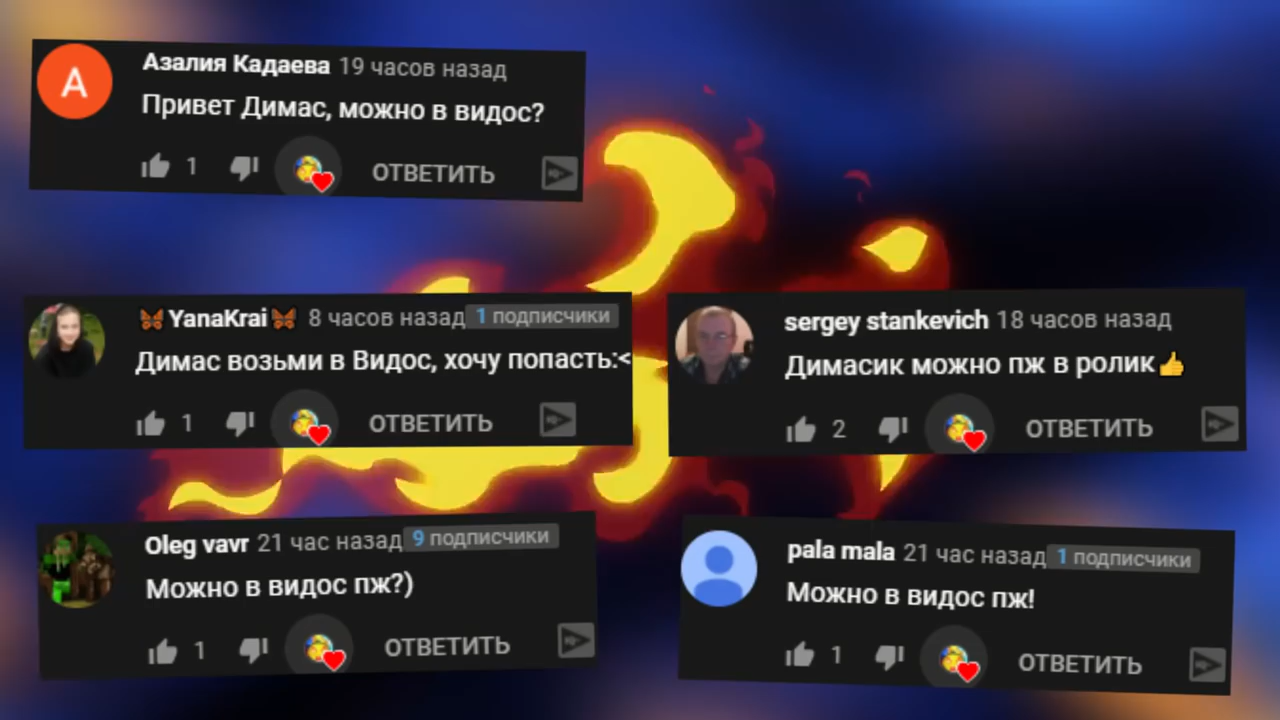 Азалия Кадаева 19 часов назад
Привет Димас, можно в видос?
1 ОТВЕТИТЬ
🦋YanaKrai🦋 8 часов назад 1 подписчики
Димас возьми в Видос, хочу попасть:<
1 ОТВЕТИТЬ
sergey stankevich 18 часов назад
Димасик можно пж в ролик👍
2 ОТВЕТИТЬ
Oleg vavr 21 час назад 9 подписчики
Можно в видос пж?)
1 ОТВЕТИТЬ
pala mala 21 час назад 1 подписчики
Можно в видос пж!
1 ОТВЕТИТЬ